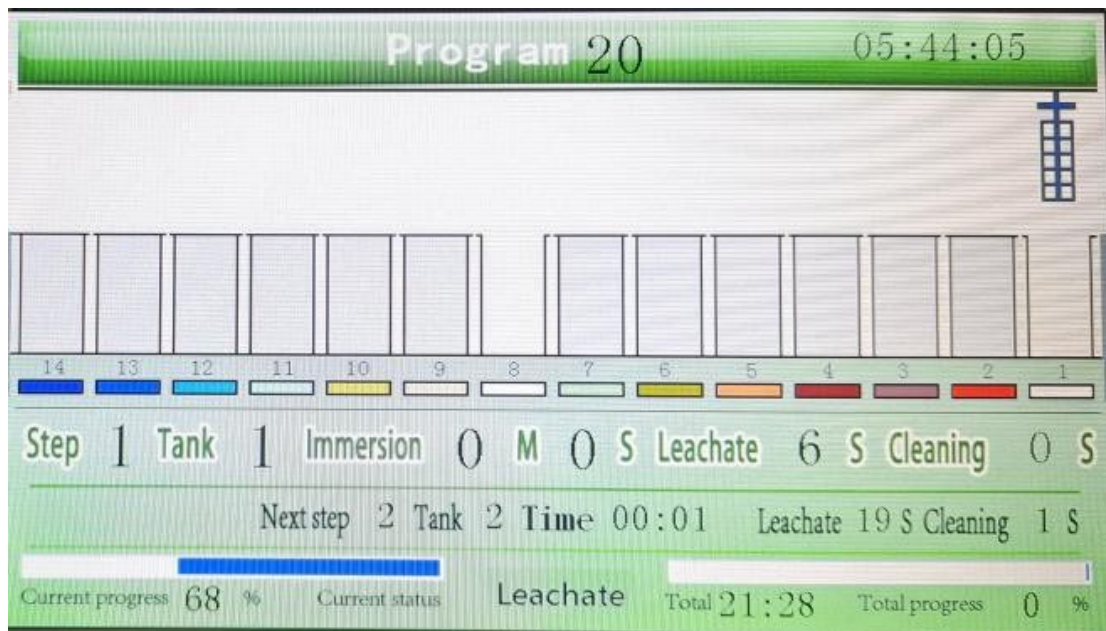 Program 20 05:44:05
14 13 12 11 10 9 8 7 6 5 4 3 2 1
Step 1 Tank 1 Immersion 0 M 0 S Leachate 6 S Cleaning 0 S
Next step 2 Tank 2 Time 00:01 Leachate 19 S Cleaning 1 S
Current progress 68 % Current status Leachate Total 21:28 Total progress 0 %